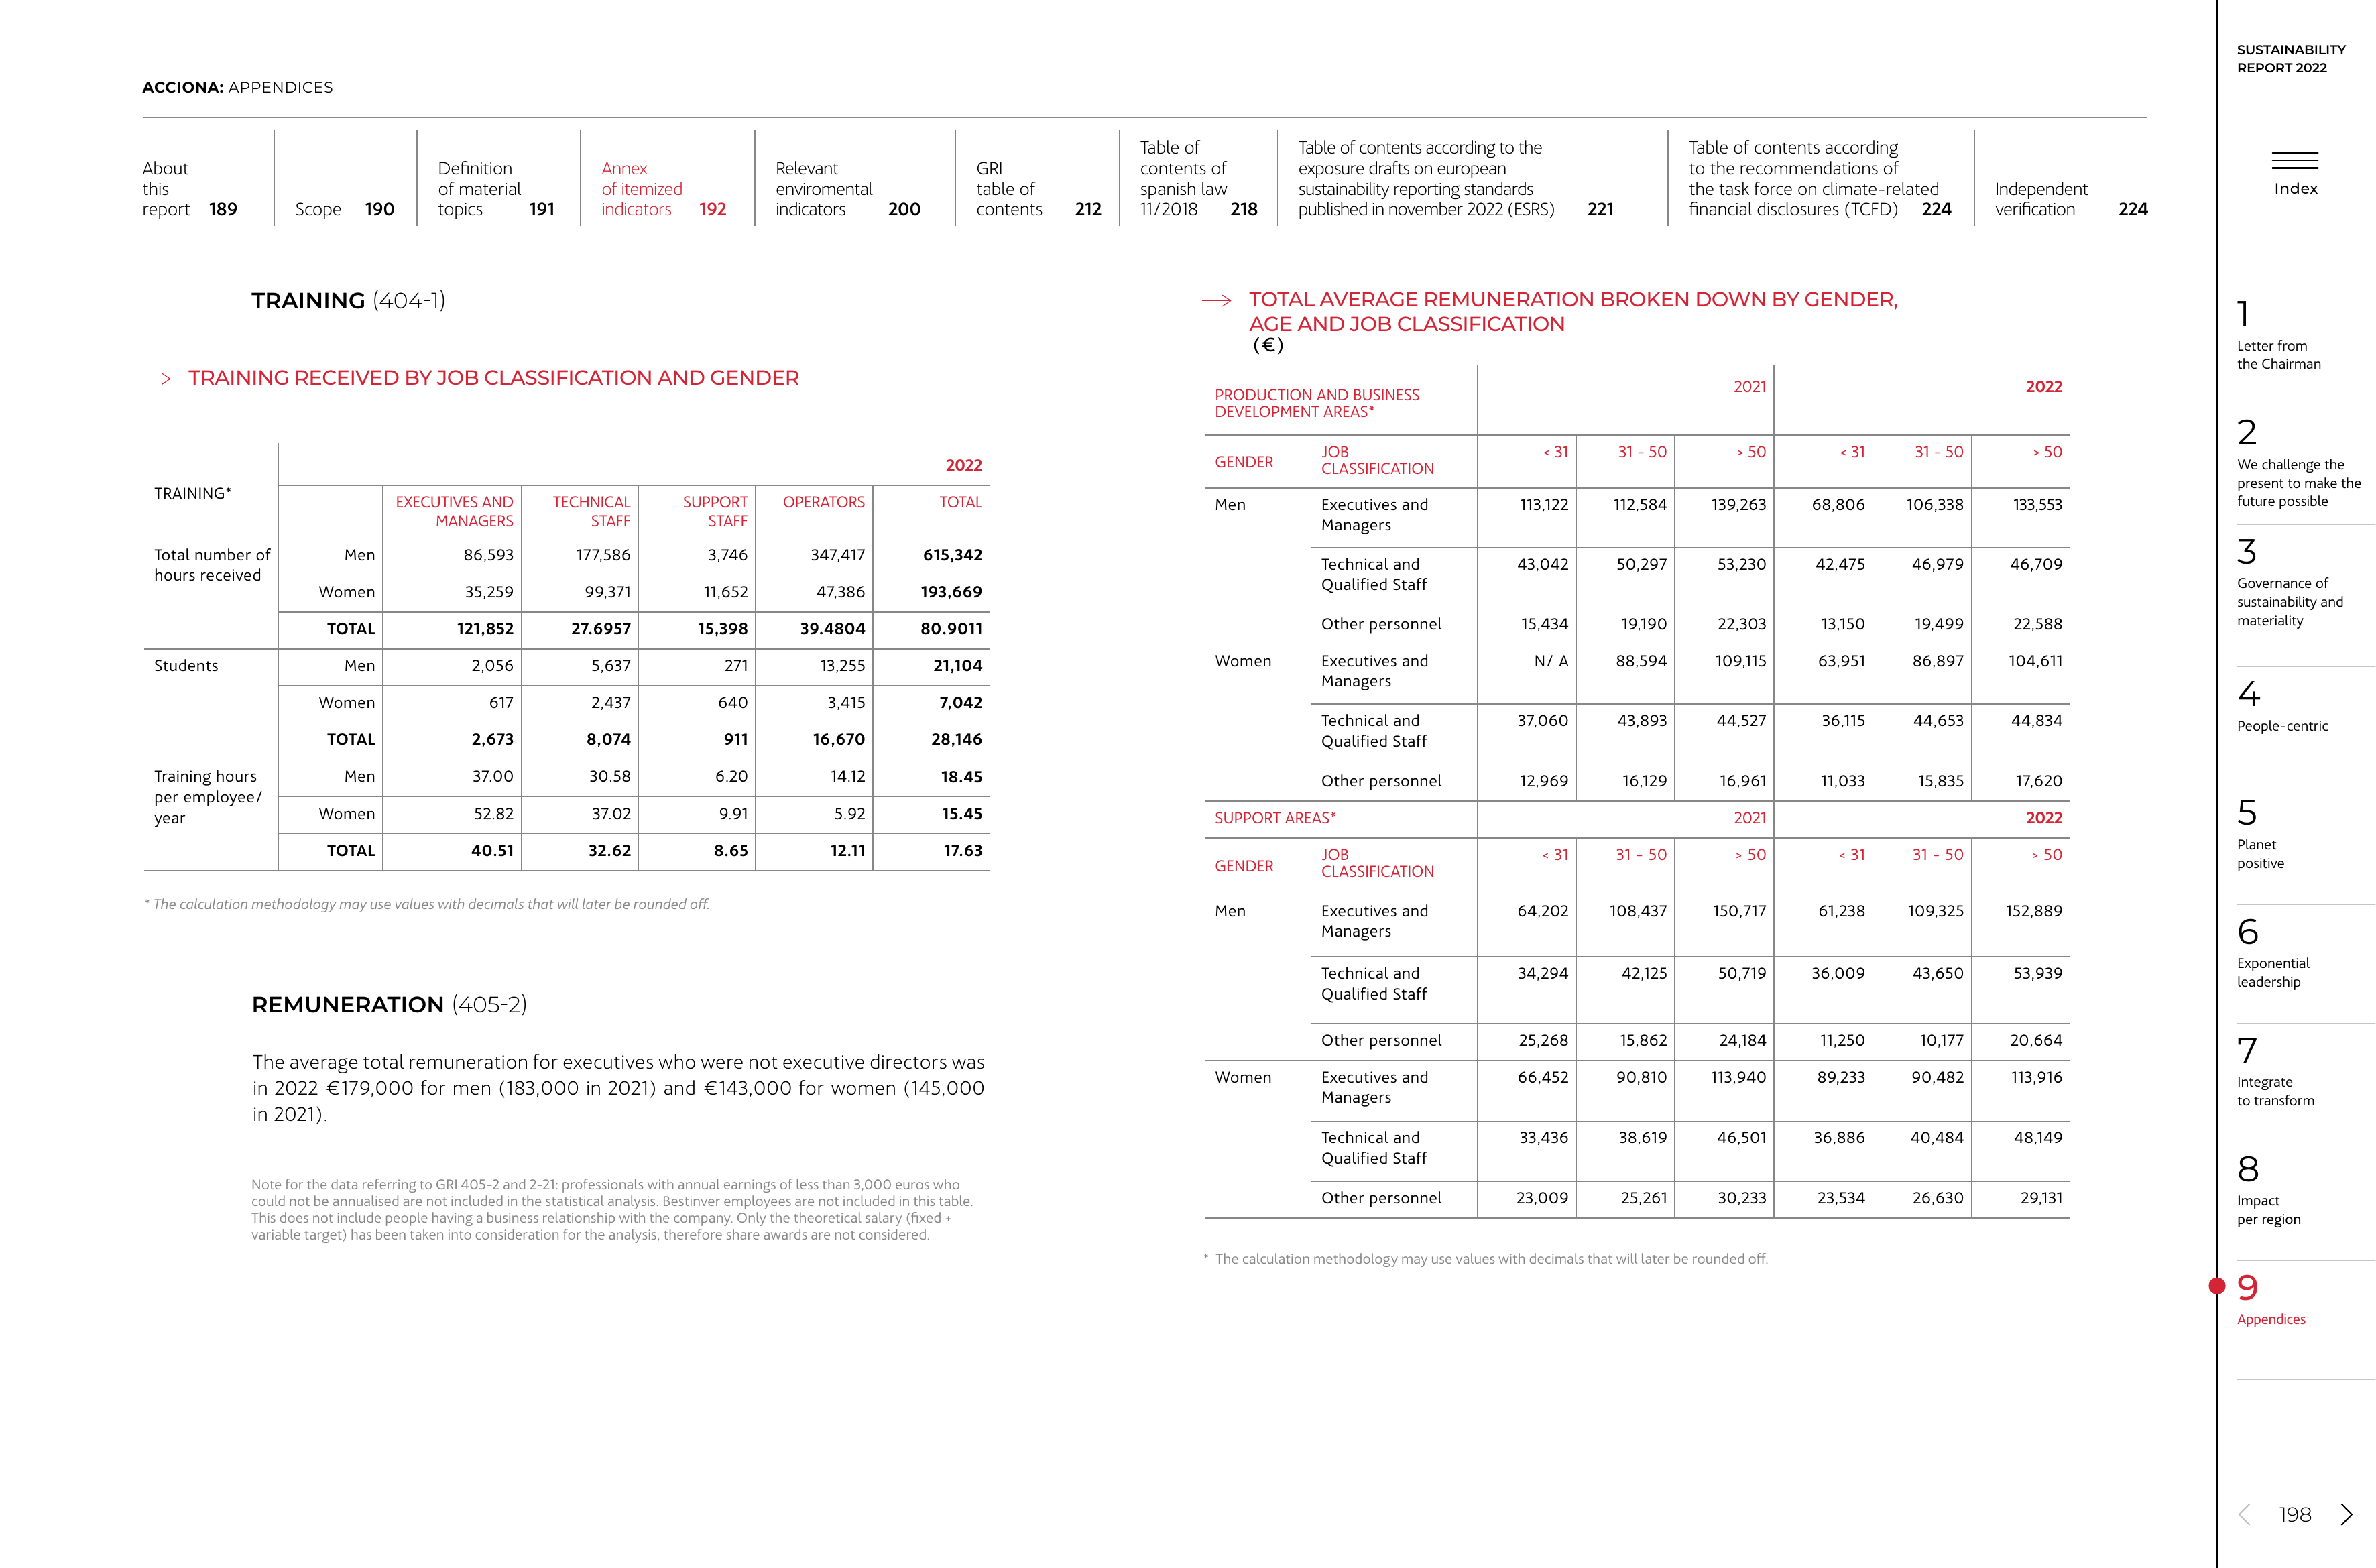 SUSTAINABILITY
REPORT 2022
ACCIONA: APPENDICES
About
this
report 189
Scope 190
Definition
of material
topics 191
Annex
of itemized
indicators 192
Relevant
enviromental
indicators 200
GRI
table of
contents 212
Table of
contents of
spanish law
11/2018 218
Table of contents according to the
exposure drafts on european
sustainability reporting standards
published in november 2022 (ESRS) 221
Table of contents according
to the recommendations of
the task force on climate-related
financial disclosures (TCFD) 224
Independent
verification 224
Index
TRAINING (404-1)
TRAINING RECEIVED BY JOB CLASSIFICATION AND GENDER
TRAINING*
2022
EXECUTIVES AND MANAGERS TECHNICAL STAFF SUPPORT STAFF OPERATORS TOTAL
Total number of
hours received
Men 86,593 177,586 3,746 347,417 615,342
Women 35,259 99,371 11,652 47,386 193,669
TOTAL 121,852 27.6957 15,398 39.4804 80.9011
Students
Men 2,056 5,637 271 13,255 21,104
Women 617 2,437 640 3,415 7,042
TOTAL 2,673 8,074 911 16,670 28,146
Training hours
per employee/
year
Men 37.00 30.58 6.20 14.12 18.45
Women 52.82 37.02 9.91 5.92 15.45
TOTAL 40.51 32.62 8.65 12.11 17.63
* The calculation methodology may use values with decimals that will later be rounded off.
REMUNERATION (405-2)
The average total remuneration for executives who were not executive directors was
in 2022 €179,000 for men (183,000 in 2021) and €143,000 for women (145,000
in 2021).
Note for the data referring to GRI 405-2 and 2-21: professionals with annual earnings of less than 3,000 euros who
could not be annualised are not included in the statistical analysis. Bestinver employees are not included in this table.
This does not include people having a business relationship with the company. Only the theoretical salary (fixed +
variable target) has been taken into consideration for the analysis, therefore share awards are not considered.
TOTAL AVERAGE REMUNERATION BROKEN DOWN BY GENDER,
AGE AND JOB CLASSIFICATION
(€)
PRODUCTION AND BUSINESS
DEVELOPMENT AREAS*
2021 2022
GENDER JOB CLASSIFICATION < 31 31 - 50 > 50 < 31 31 - 50 > 50
Men Executives and Managers 113,122 112,584 139,263 68,806 106,338 133,553
Technical and Qualified Staff 43,042 50,297 53,230 42,475 46,979 46,709
Other personnel 15,434 19,190 22,303 13,150 19,499 22,588
Women Executives and Managers N/ A 88,594 109,115 63,951 86,897 104,611
Technical and Qualified Staff 37,060 43,893 44,527 36,115 44,653 44,834
Other personnel 12,969 16,129 16,961 11,033 15,835 17,620
SUPPORT AREAS* 2021 2022
GENDER JOB CLASSIFICATION < 31 31 - 50 > 50 < 31 31 - 50 > 50
Men Executives and Managers 64,202 108,437 150,717 61,238 109,325 152,889
Technical and Qualified Staff 34,294 42,125 50,719 36,009 43,650 53,939
Other personnel 25,268 15,862 24,184 11,250 10,177 20,664
Women Executives and Managers 66,452 90,810 113,940 89,233 90,482 113,916
Technical and Qualified Staff 33,436 38,619 46,501 36,886 40,484 48,149
Other personnel 23,009 25,261 30,233 23,534 26,630 29,131
* The calculation methodology may use values with decimals that will later be rounded off.
1
Letter from
the Chairman
2
We challenge the
present to make the
future possible
3
Governance of
sustainability and
materiality
4
People-centric
5
Planet
positive
6
Exponential
leadership
7
Integrate
to transform
8
Impact
per region
9
Appendices
198